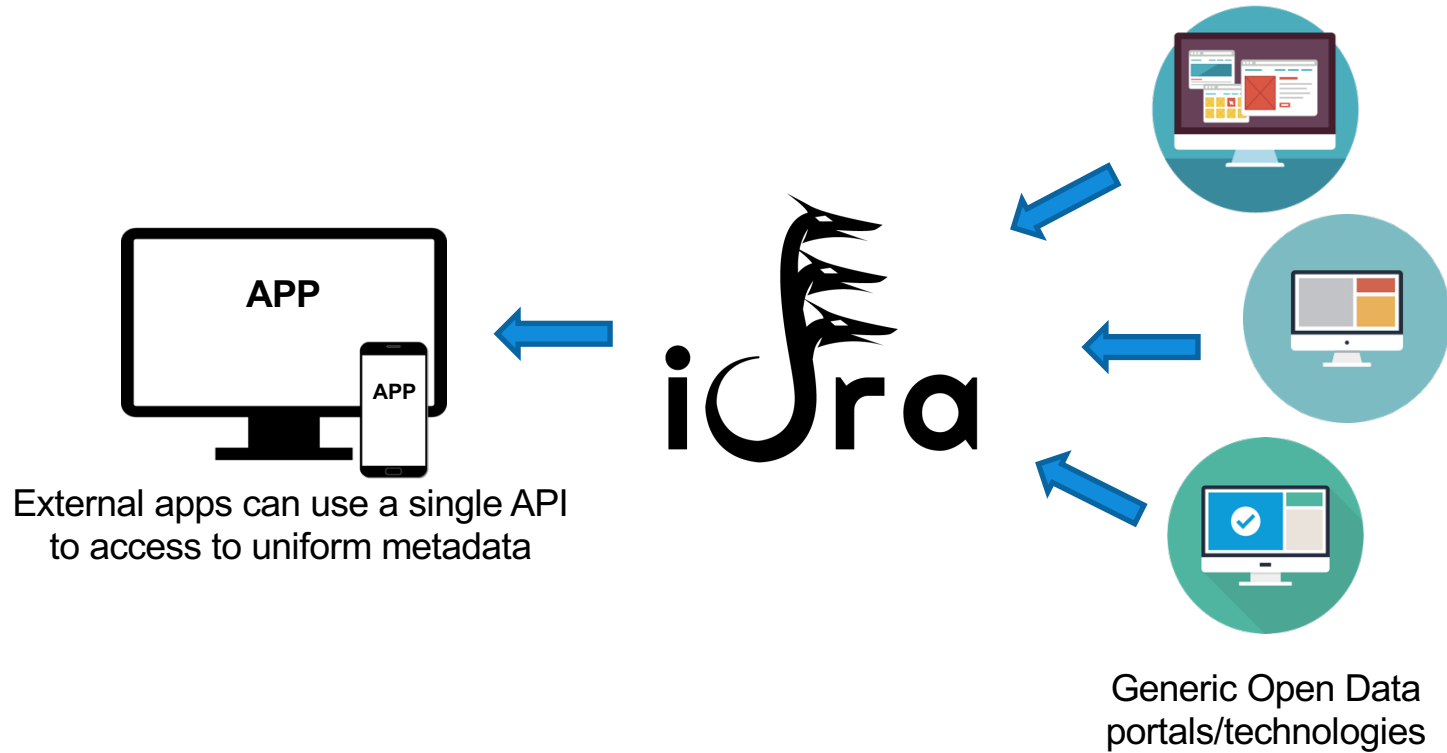 APP
APP
External apps can use a single API
to access to uniform metadata
idra
Generic Open Data
portals/technologies